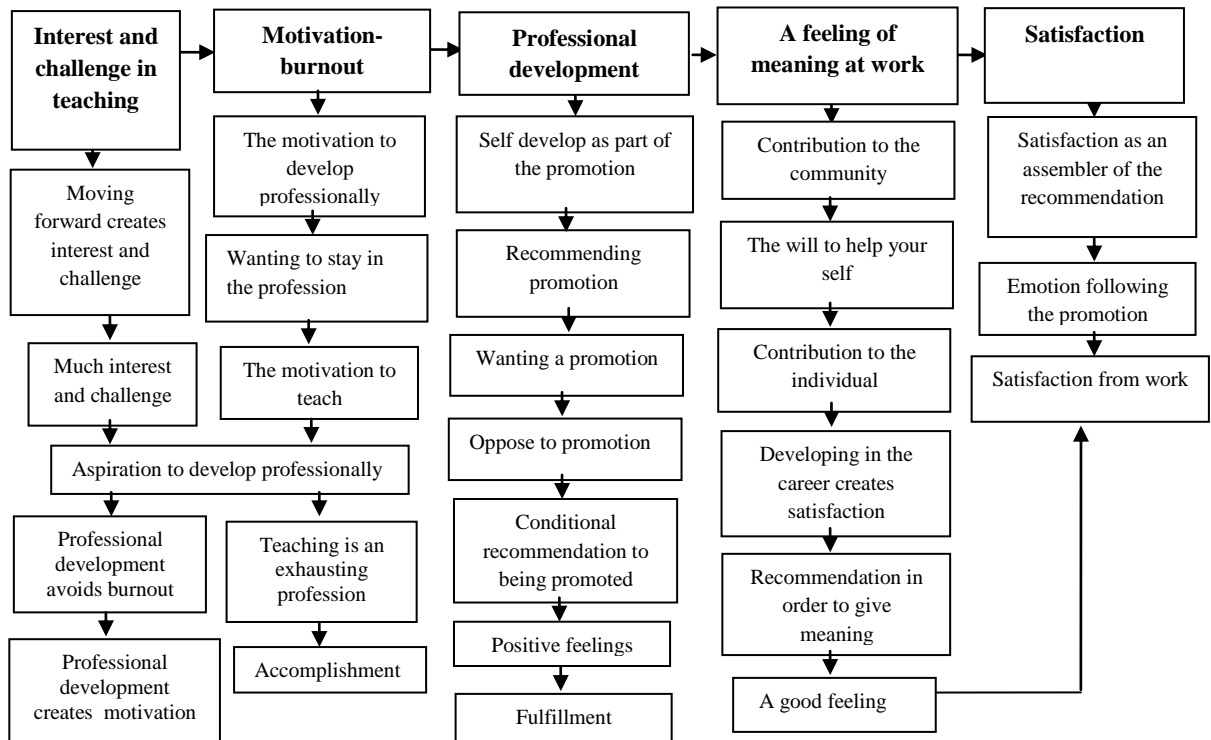 Interest and
challenge in
teaching
Moving
forward creates
interest and
challenge
Much interest
and challenge
Aspiration to develop professionally
Professional
development
avoids burnout
Professional
development
creates motivation
Motivation-
burnout
The motivation to
develop
professionally
Wanting to stay in
the profession
The motivation to
teach
Teaching is an
exhausting
profession
Accomplishment
Professional
development
Self develop as part of
the promotion
Recommending
promotion
Wanting a promotion
Oppose to promotion
Conditional
recommendation to
being promoted
Positive feelings
Fulfillment
A feeling of
meaning at work
Contribution to the
community
The will to help your
self
Contribution to the
individual
Developing in the
career creates
satisfaction
Recommendation in
order to give
meaning
A good feeling
Satisfaction
Satisfaction as an
assembler of the
recommendation
Emotion following
the promotion
Satisfaction from work